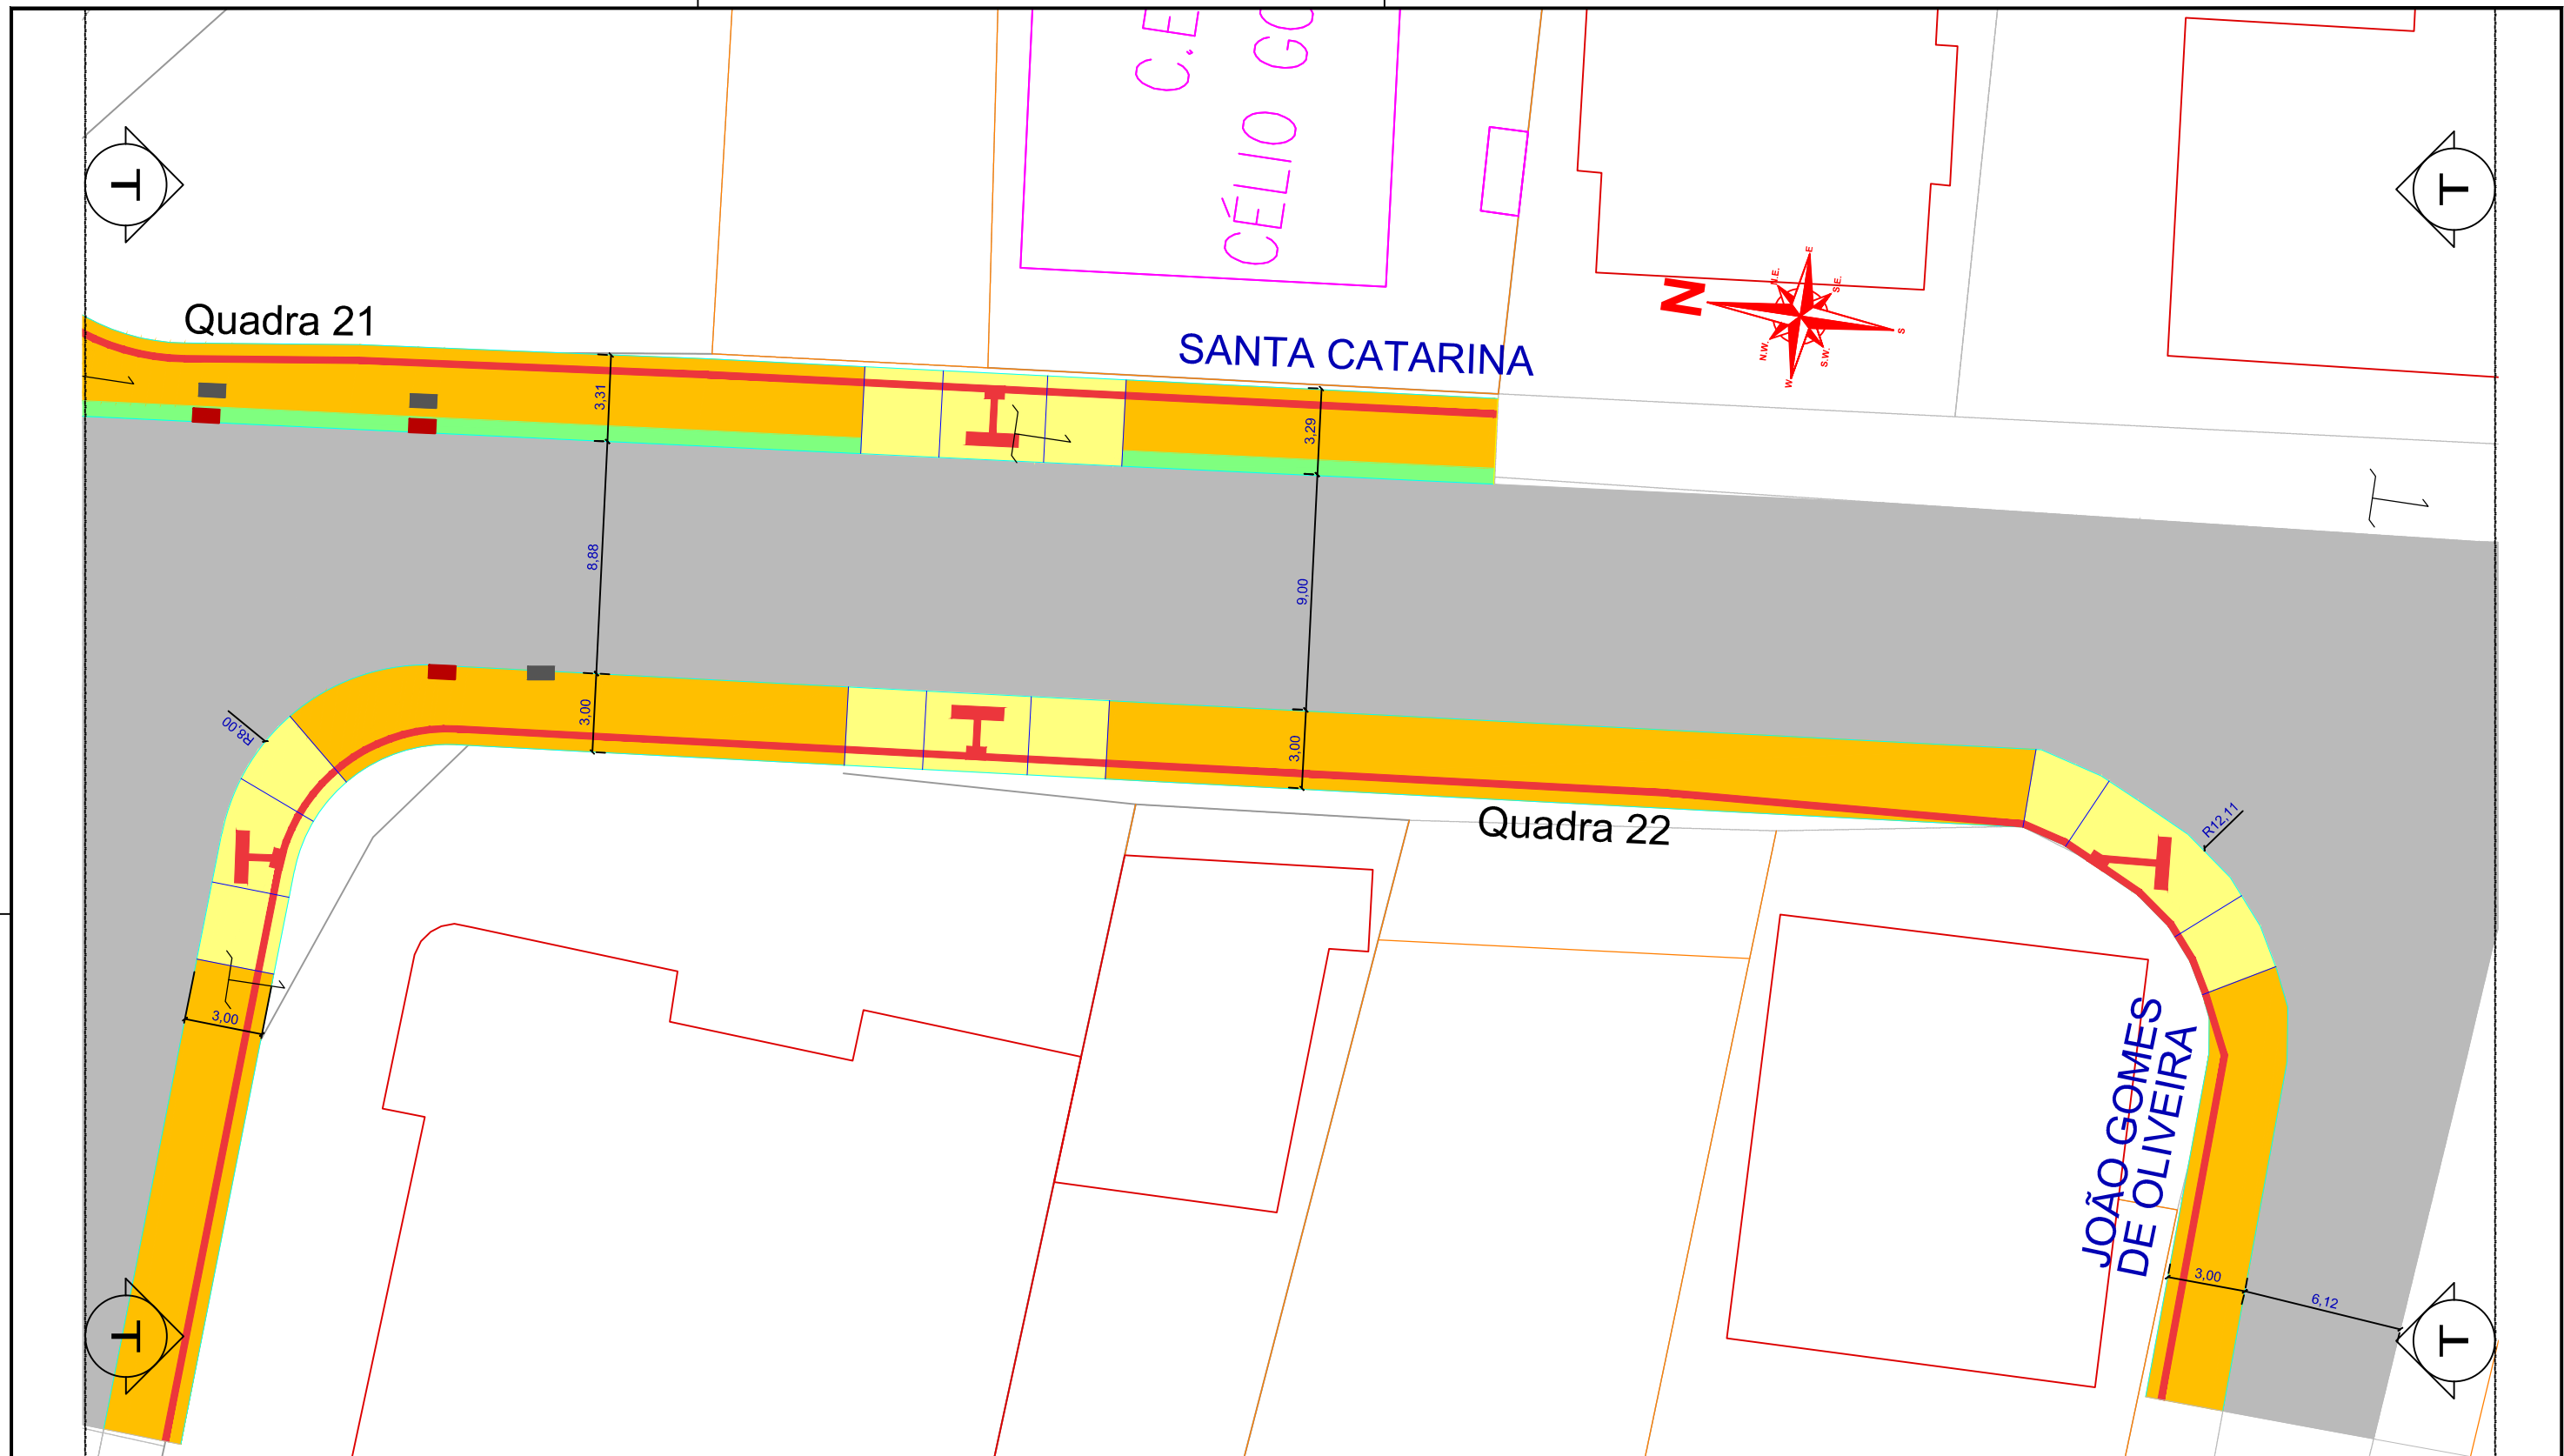 C.E
CÉLIO GO
T
T
Quadra 21
SANTA CATARINA
N
E
N.E.
S.E.
S
N.W.
S.W.
W
3,31
3,29
8,88
9,00
3,00
3,00
R8,00
Quadra 22
R12,11
3,00
JOÃO GOMES
DE OLIVEIRA
3,00
6,12
T
T